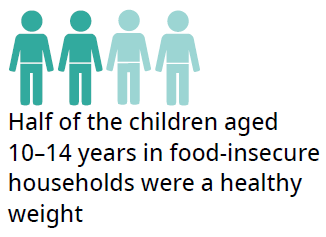 Half of the children aged
10–14 years in food-insecure
households were a healthy
weight